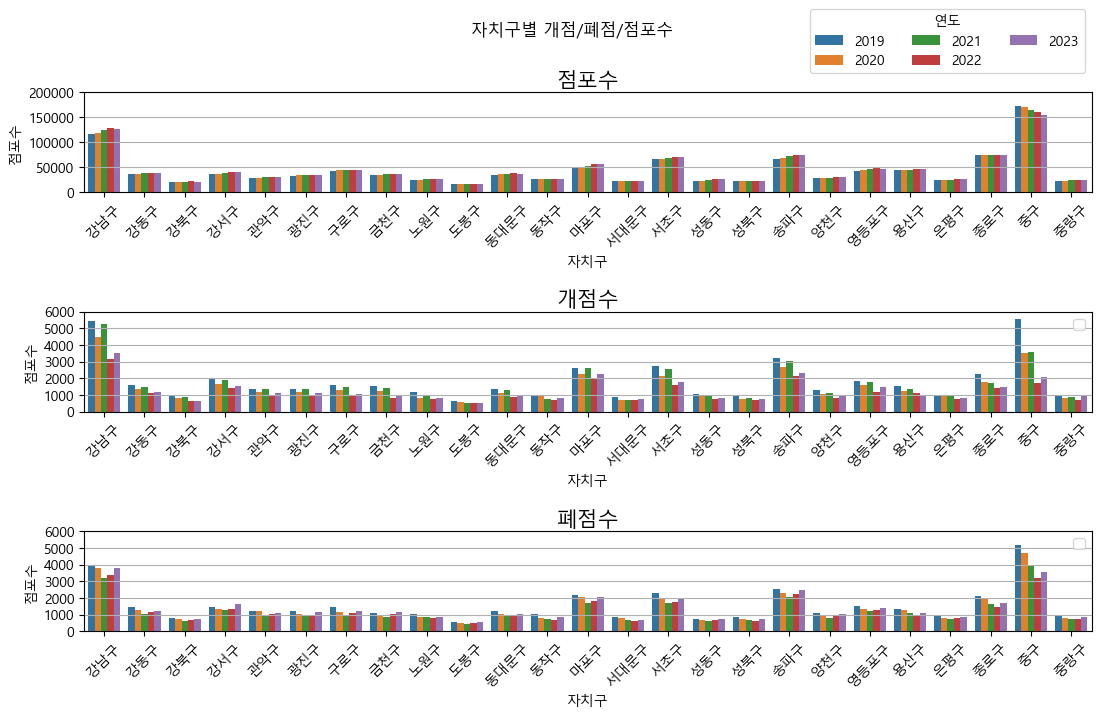 자치구별 개점/폐점/점포수
연도
2019
2020
2021
2022
2023
점포수
점포수
200000
150000
100000
50000
0
강남구 강동구 강북구 강서구 관악구 광진구 구로구 금천구 노원구 도봉구 동대문구 동작구 마포구 서대문구 서초구 성동구 성북구 송파구 양천구 영등포구 용산구 은평구 종로구 중구 중랑구
자치구
개점수
점포수
6000
5000
4000
3000
2000
1000
0
강남구 강동구 강북구 강서구 관악구 광진구 구로구 금천구 노원구 도봉구 동대문구 동작구 마포구 서대문구 서초구 성동구 성북구 송파구 양천구 영등포구 용산구 은평구 종로구 중구 중랑구
자치구
폐점수
점포수
6000
5000
4000
3000
2000
1000
0
강남구 강동구 강북구 강서구 관악구 광진구 구로구 금천구 노원구 도봉구 동대문구 동작구 마포구 서대문구 서초구 성동구 성북구 송파구 양천구 영등포구 용산구 은평구 종로구 중구 중랑구
자치구